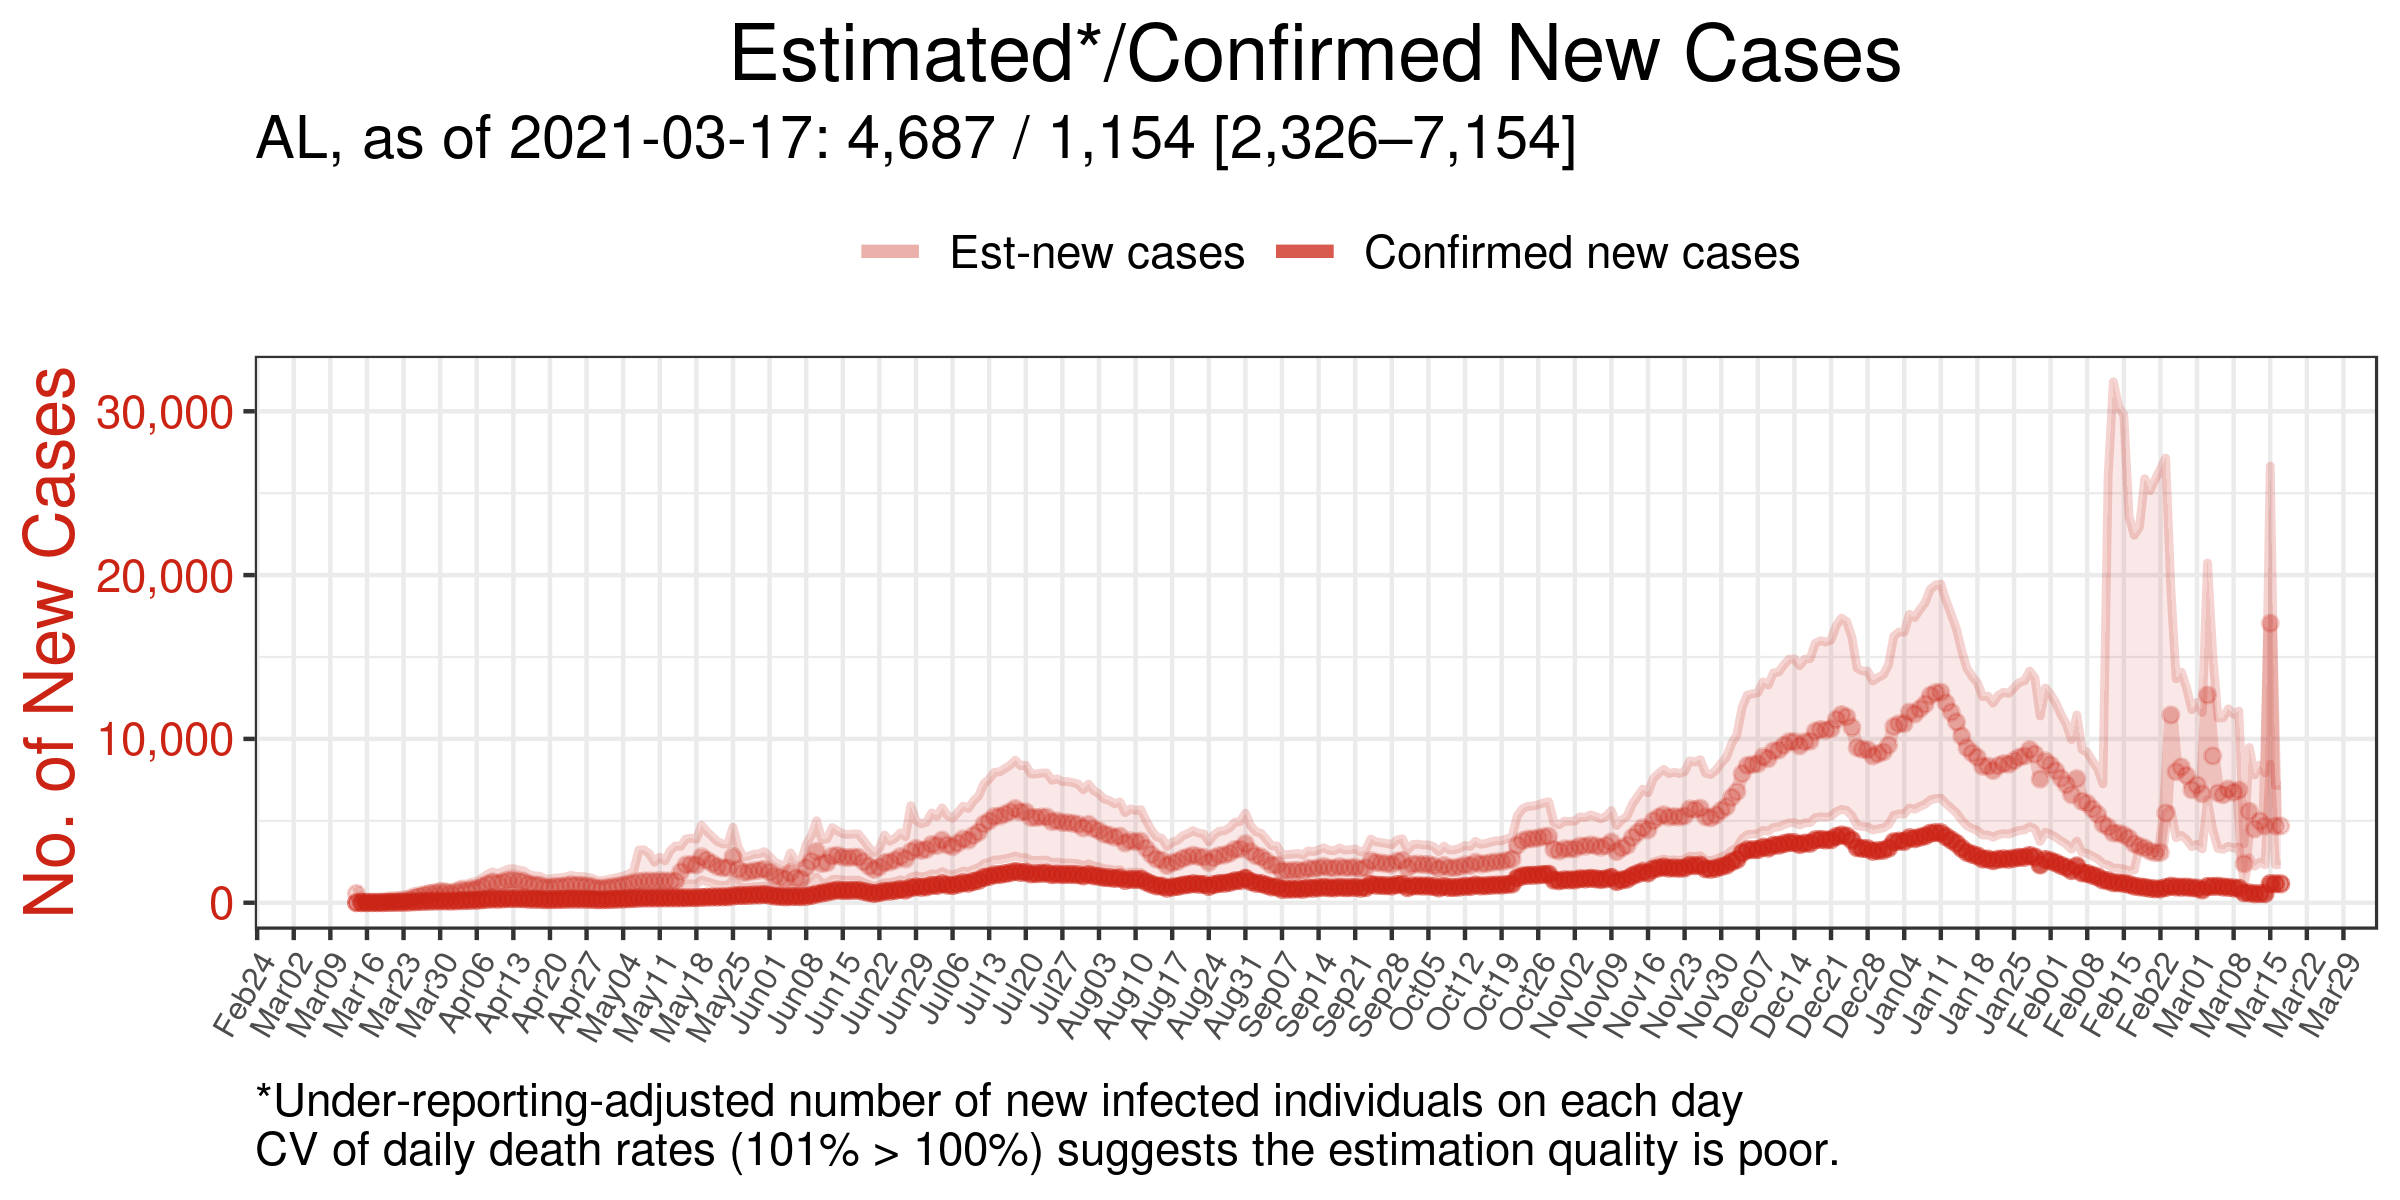 Estimated*/Confirmed New Cases
AL, as of 2021-03-17: 4,687 / 1,154 [2,326–7,154]
Est-new cases
Confirmed new cases
No. of New Cases
30,000
20,000
10,000
0
Feb24
Mar02
Mar09
Mar16
Mar23
Mar30
Apr06
Apr13
Apr20
Apr27
May04
May11
May18
May25
Jun01
Jun08
Jun15
Jun22
Jun29
Jul06
Jul13
Jul20
Jul27
Aug03
Aug10
Aug17
Aug24
Aug31
Sep07
Sep14
Sep21
Sep28
Oct05
Oct12
Oct19
Oct26
Nov02
Nov09
Nov16
Nov23
Nov30
Dec07
Dec14
Dec21
Dec28
Jan04
Jan11
Jan18
Jan25
Feb01
Feb08
Feb15
Feb22
Mar01
Mar08
Mar15
Mar22
Mar29
*Under-reporting-adjusted number of new infected individuals on each day
CV of daily death rates (101% > 100%) suggests the estimation quality is poor.